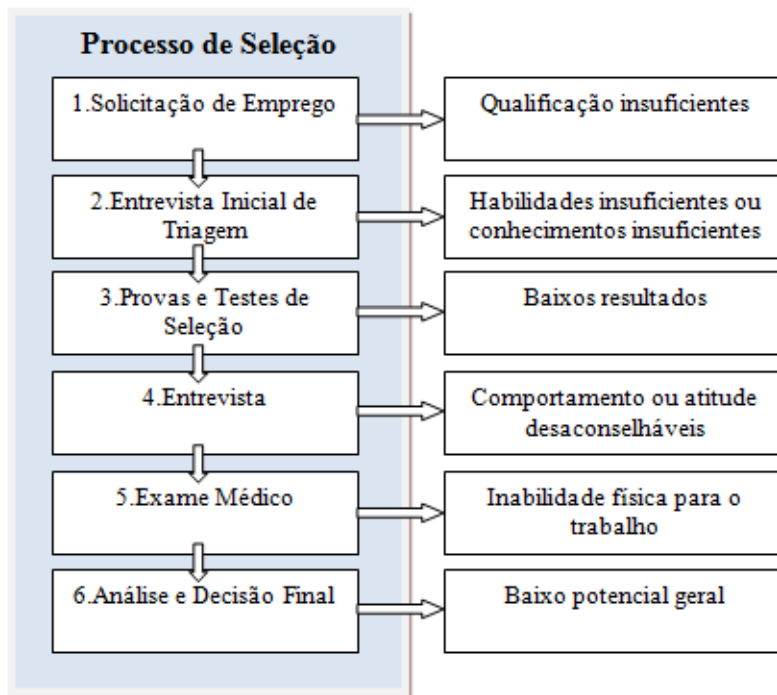 Processo de Seleção
1.Solicitação de Emprego
Qualificação insuficientes
2.Entrevista Inicial de
Triagem
Habilidades insuficientes ou
conhecimentos insuficientes
3.Provas e Testes de
Seleção
Baixos resultados
4.Entrevista
Comportamento ou atitude
desaconselháveis
5.Exame Médico
Inabilidade física para o
trabalho
6.Análise e Decisão Final
Baixo potencial geral